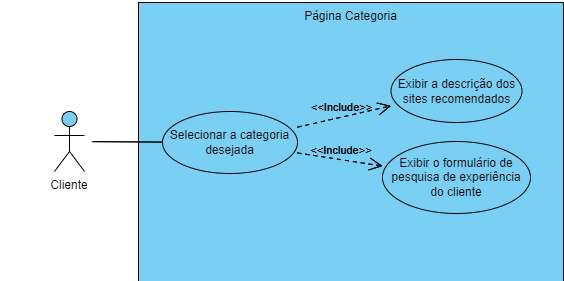 Página Categoria
Exibir a descrição dos
sites recomendados
<<Include>>
Selecionar a categoria
desejada
<<Include>>
Exibir o formulário de
pesquisa de experiência
do cliente
Cliente